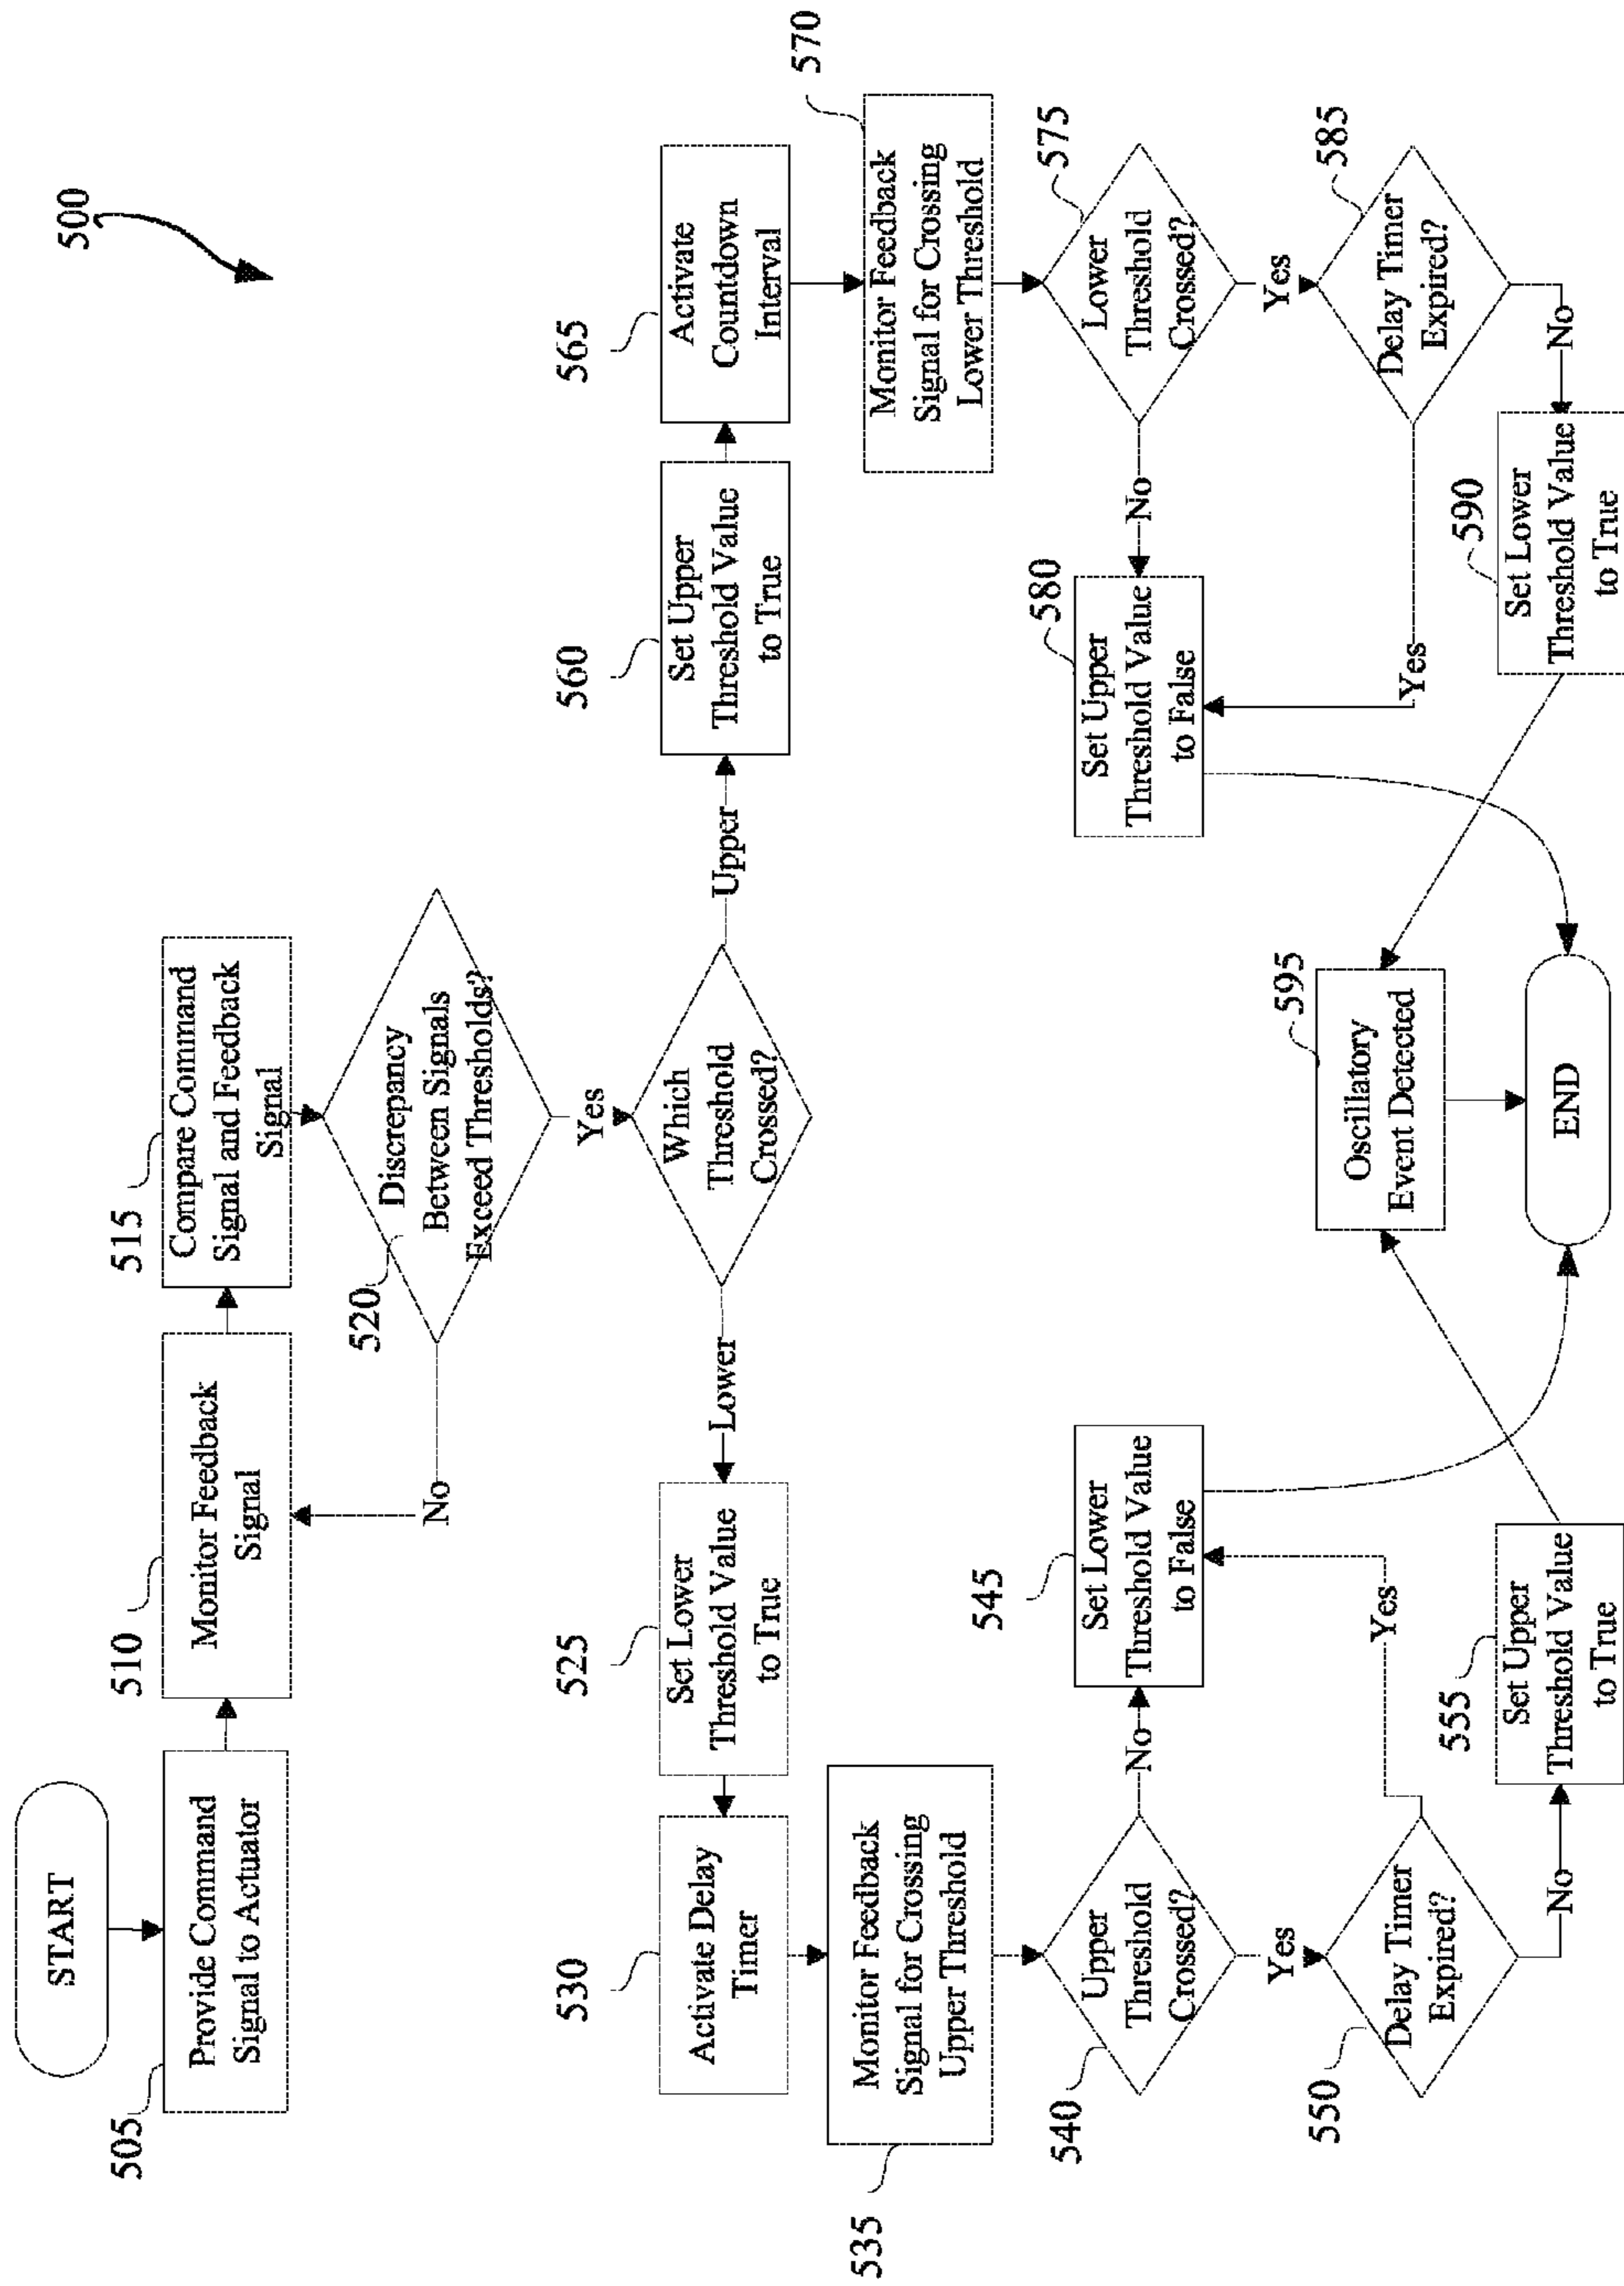 500
START
505
Provide Command
Signal to Actuator
510
Monitor Feedback
Signal
515
Compare Command
Signal and Feedback
Signal
520
Discrepancy
Between Signals
Exceed Thresholds?
No
Yes
Which
Threshold
Crossed?
Lower
Upper
525
Set Lower
Threshold Value
to True
530
Activate Delay
Timer
535
Monitor Feedback
Signal for Crossing
Upper Threshold
540
Upper
Threshold
Crossed?
No
Yes
545
Set Lower
Threshold Value
to False
550
Delay Timer
Expired?
Yes
No
555
Set Upper
Threshold Value
to True
560
Set Upper
Threshold Value
to True
565
Activate
Countdown
Interval
570
Monitor Feedback
Signal for Crossing
Lower Threshold
575
Lower
Threshold
Crossed?
No
Yes
580
Set Upper
Threshold Value
to False
585
Delay Timer
Expired?
Yes
No
590
Set Lower
Threshold Value
to True
595
Oscillatory
Event Detected
END